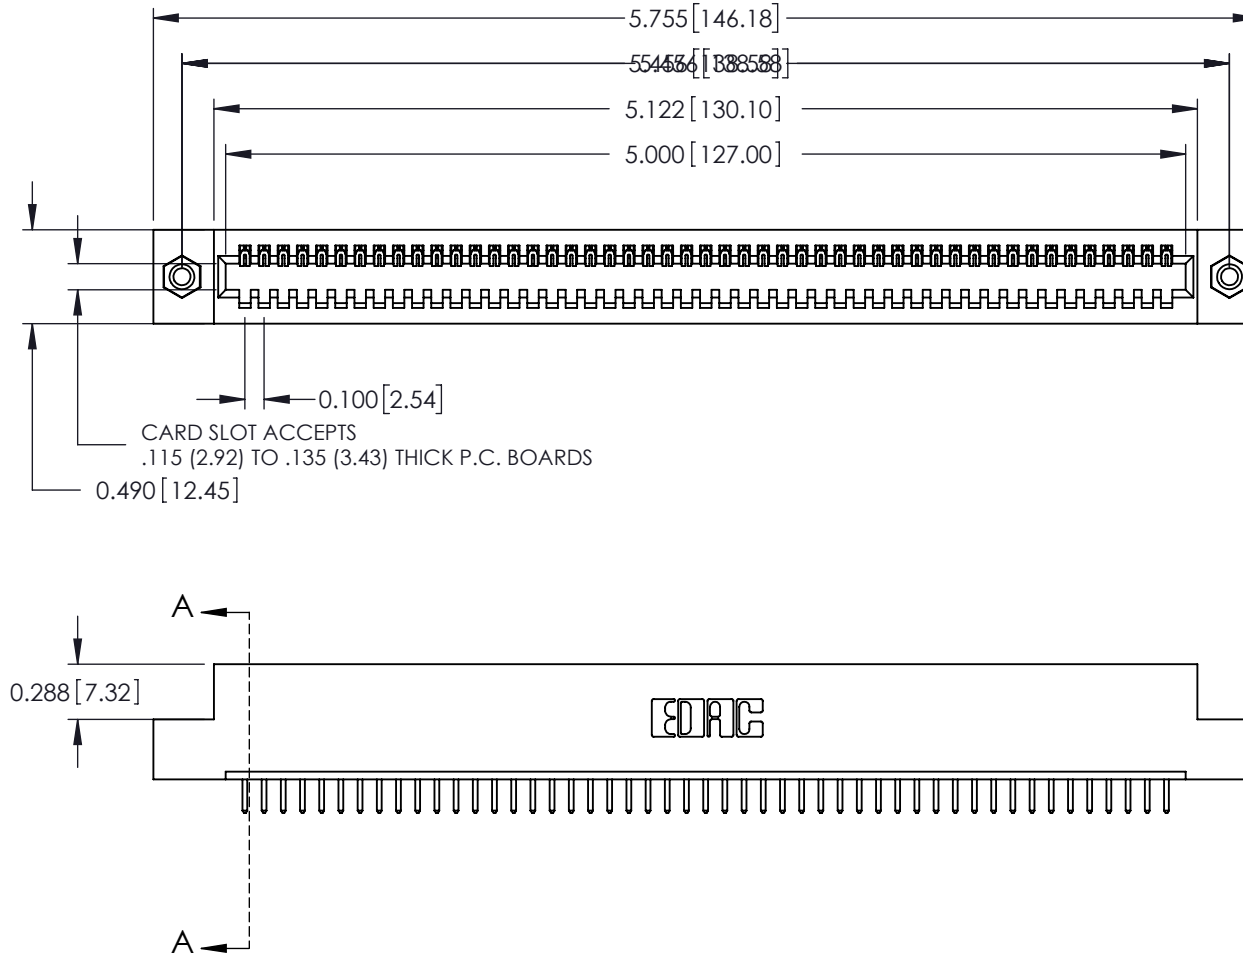 5.755[146.18]
5.122[130.10]
5.000[127.00]
0.100[2.54]
CARD SLOT ACCEPTS
.115 (2.92) TO .135 (3.43) THICK P.C. BOARDS
0.490[12.45]
A
0.288[7.32]
EDAC
A